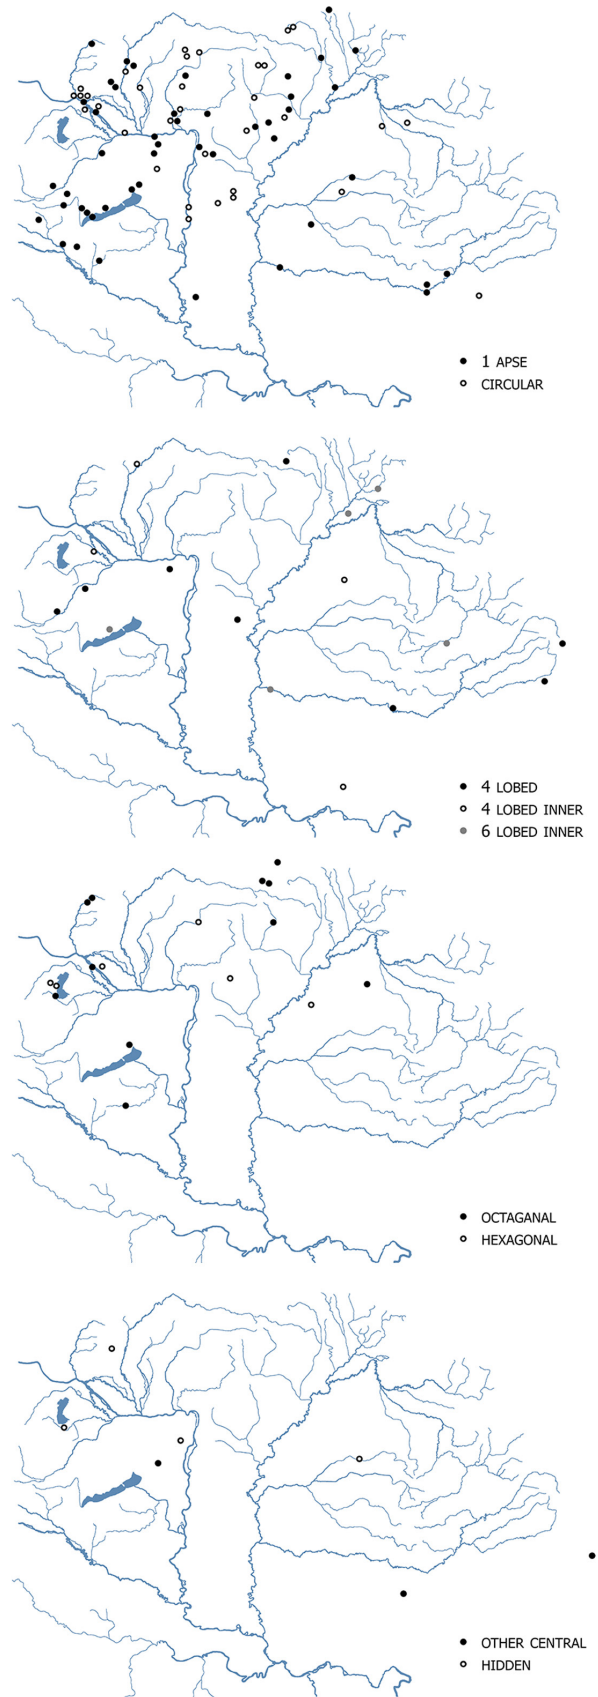 1 APSE
CIRCULAR
4 LOBED
4 LOBED INNER
6 LOBED INNER
OCTAGANAL
HEXAGONAL
OTHER CENTRAL
HIDDEN